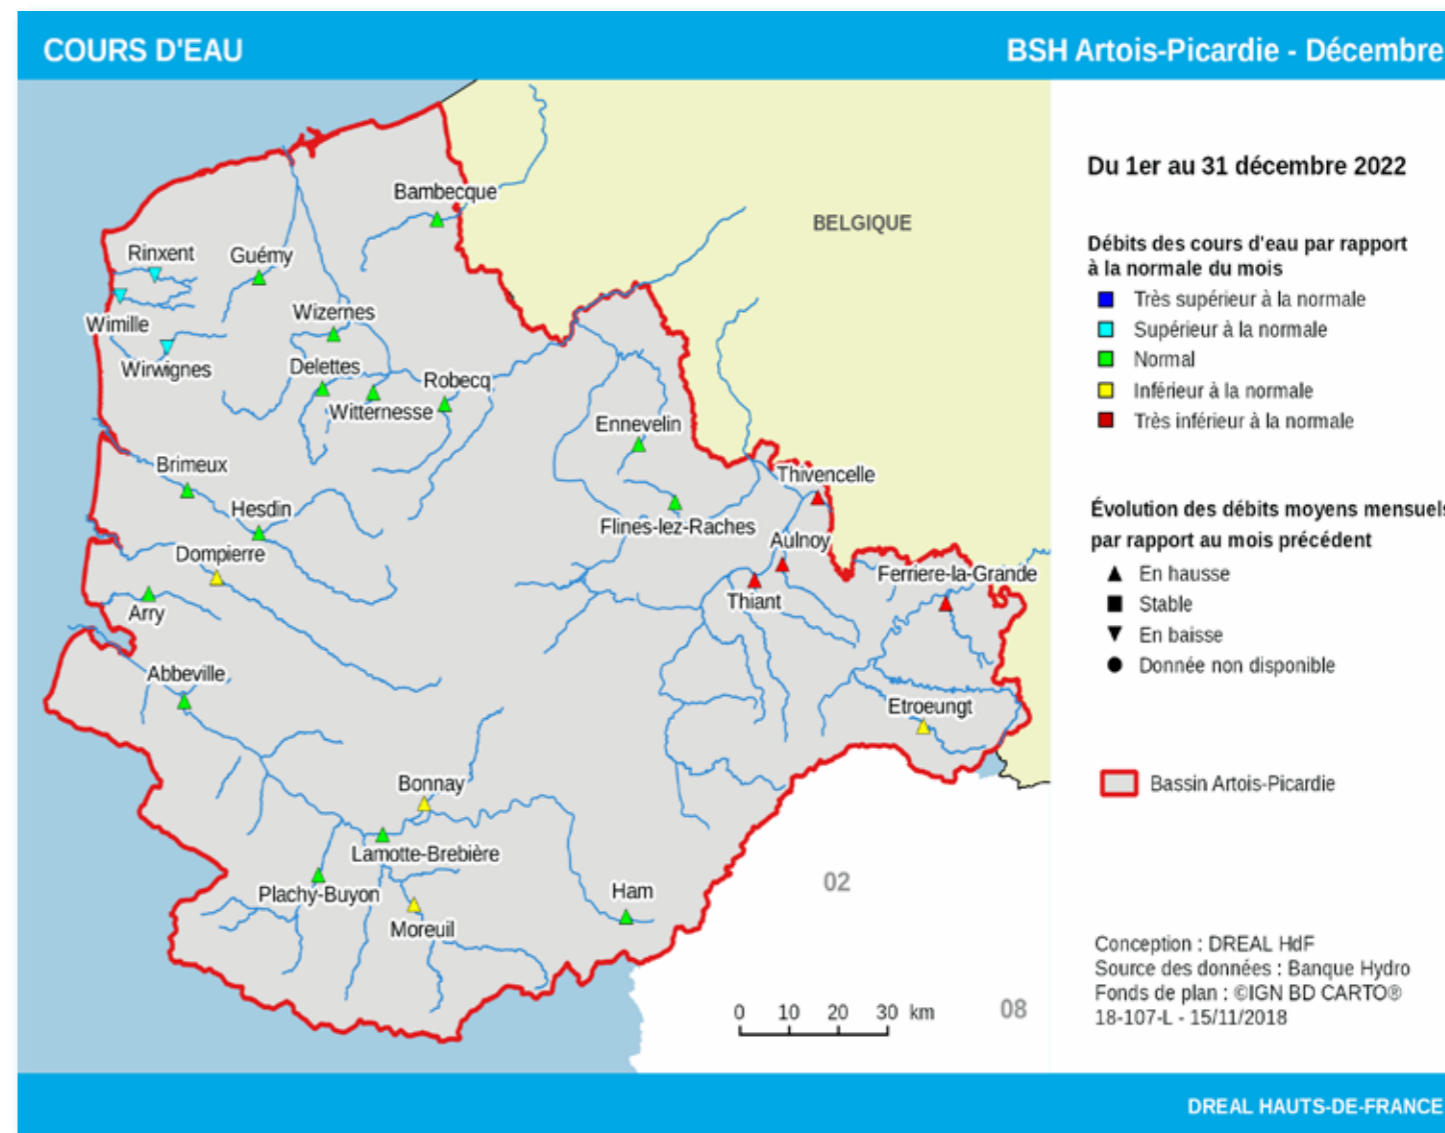 COURS D'EAU
BSH Artois-Picardie - Décembre
Du 1er au 31 décembre 2022
Débits des cours d'eau par rapport
à la normale du mois
Très supérieur à la normale
Supérieur à la normale
Normal
Inférieur à la normale
Très inférieur à la normale
Évolution des débits moyens mensuels
par rapport au mois précédent
En hausse
Stable
En baisse
Donnée non disponible
Bassin Artois-Picardie
BELGIQUE
Bambecque
Rinxent
Guémy
Wimille
Wizernes
Wirwignes
Delettes
Robecq
Witternesse
Ennevelin
Brimeux
Thivencelle
Hesdin
Flines-lez-Raches
Aulnoy
Dompierre
Ferriere-la-Grande
Thiant
Arry
Abbeville
Etroeungt
Bonnay
Lamotte-Brebière
Plachy-Buyon
Ham
Moreuil
02
08
0 10 20 30 km
Conception : DREAL HdF
Source des données : Banque Hydro
Fonds de plan : ©IGN BD CARTO®
18-107-L - 15/11/2018
DREAL HAUTS-DE-FRANCE